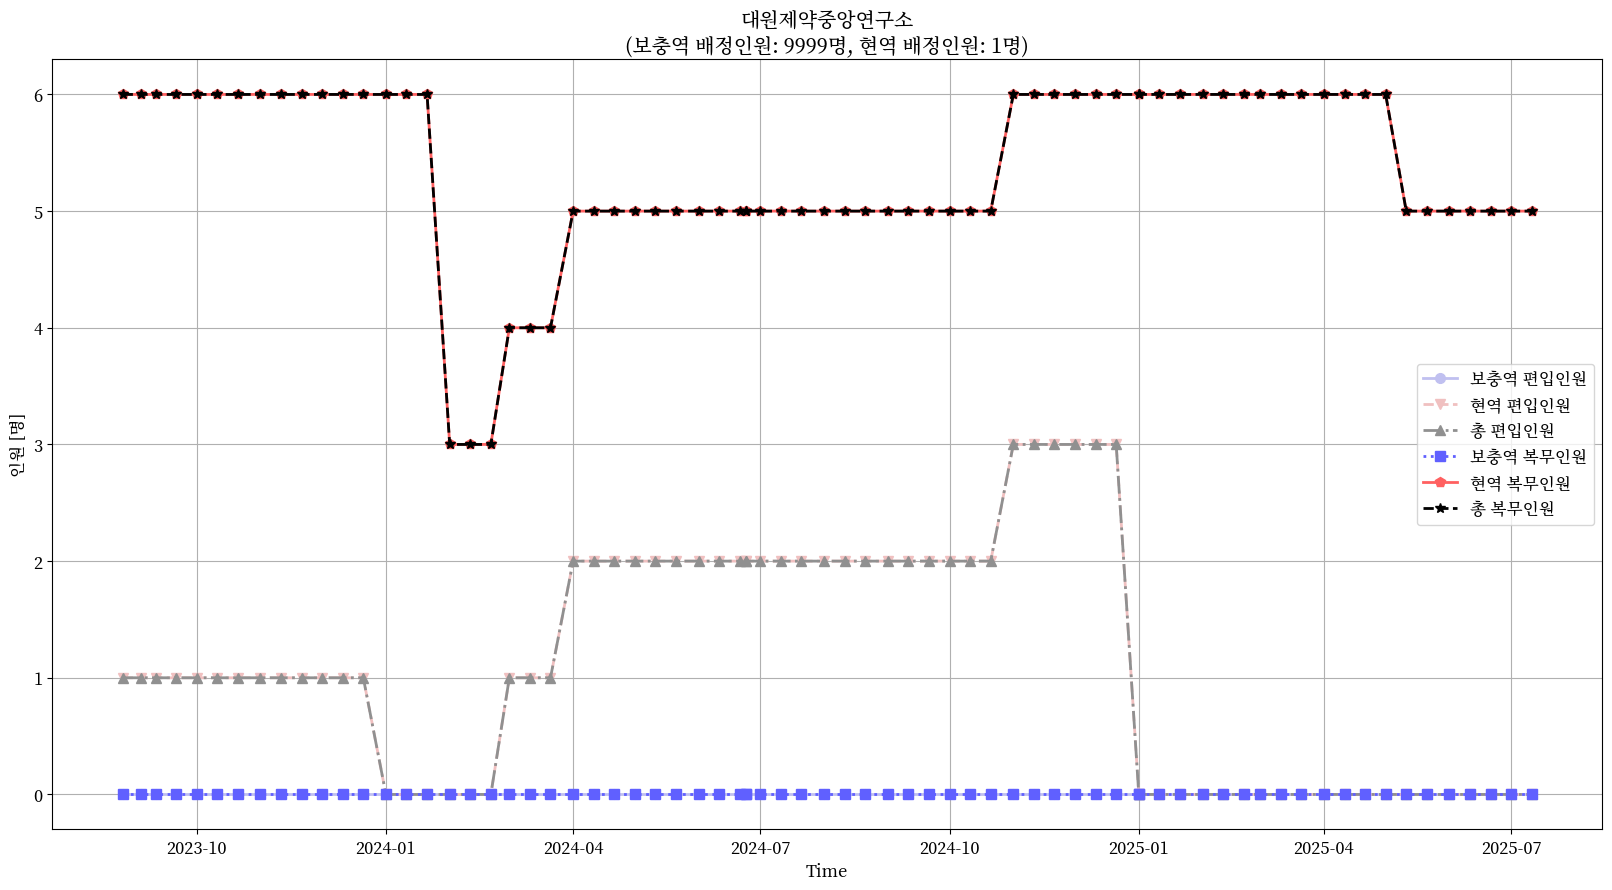 대원제약중앙연구소
(보충역 배정인원: 9999명, 현역 배정인원: 1명)
6
5
4
3
2
1
0
인원 [명]
보충역 편입인원
현역 편입인원
총 편입인원
보충역 복무인원
현역 복무인원
총 복무인원
2023-10
2024-01
2024-04
2024-07
2024-10
2025-01
2025-04
2025-07
Time